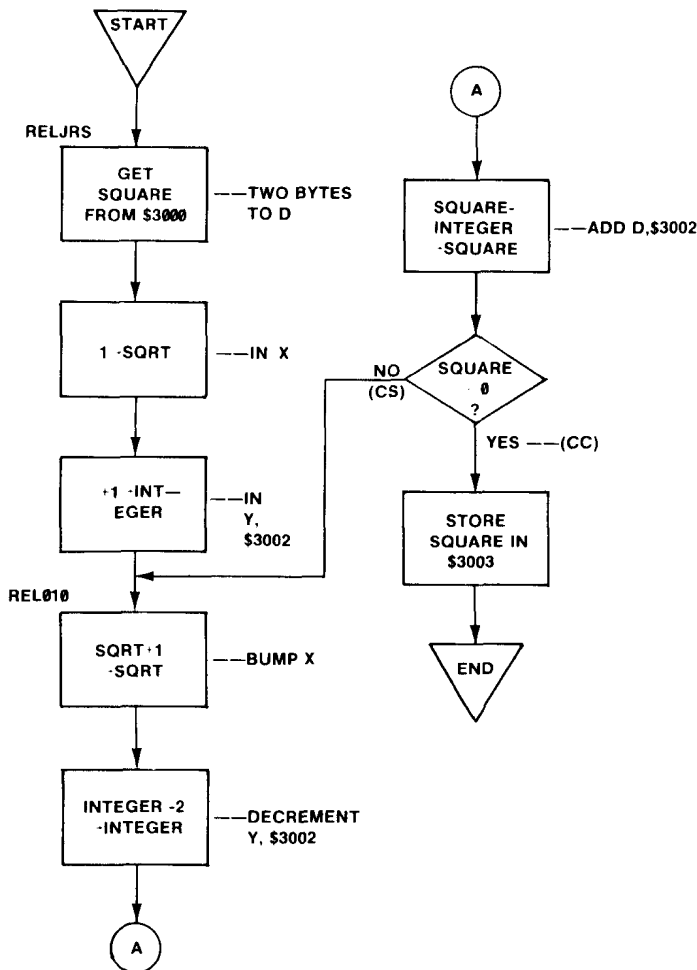 START
RELJRS
GET
SQUARE
FROM $3000
——TWO BYTES
TO D
1 -SQRT
——IN X
+1 -INT—
EGER
——IN
Y,
$3002
REL010
SQRT+1
-SQRT
——BUMP X
INTEGER -2
-INTEGER
——DECREMENT
Y, $3002
A
A
SQUARE-
INTEGER
-SQUARE
——ADD D,$3002
SQUARE
0
?
NO
(CS)
YES ——(CC)
STORE
SQUARE IN
$3003
END